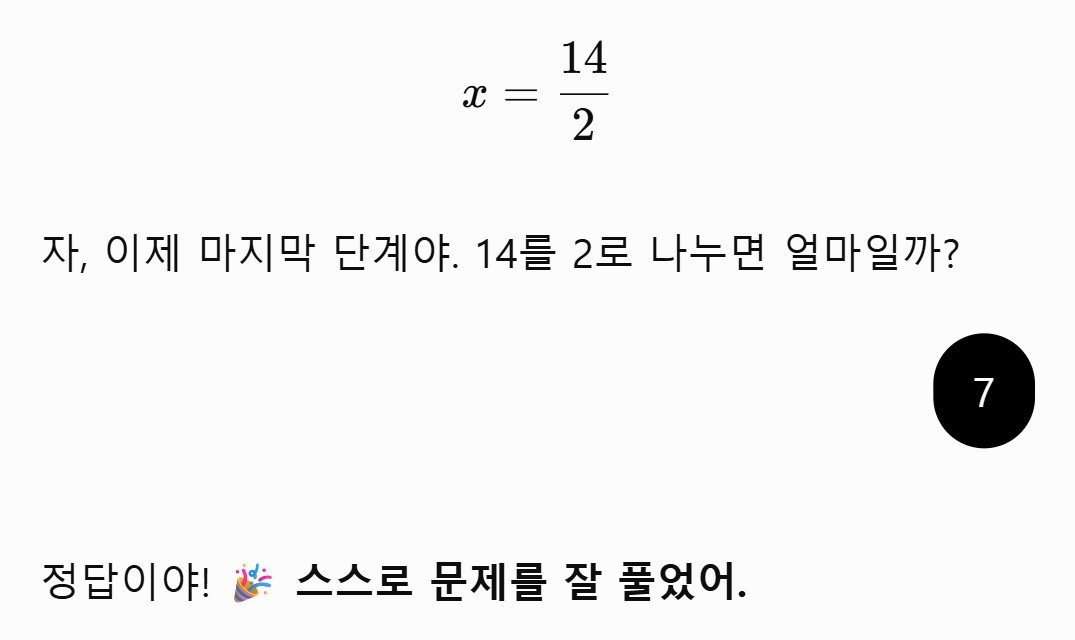 x = 14/2
자, 이제 마지막 단계야. 14를 2로 나누면 얼마일까?
7
정답이야! 🎉 스스로 문제를 잘 풀었어.